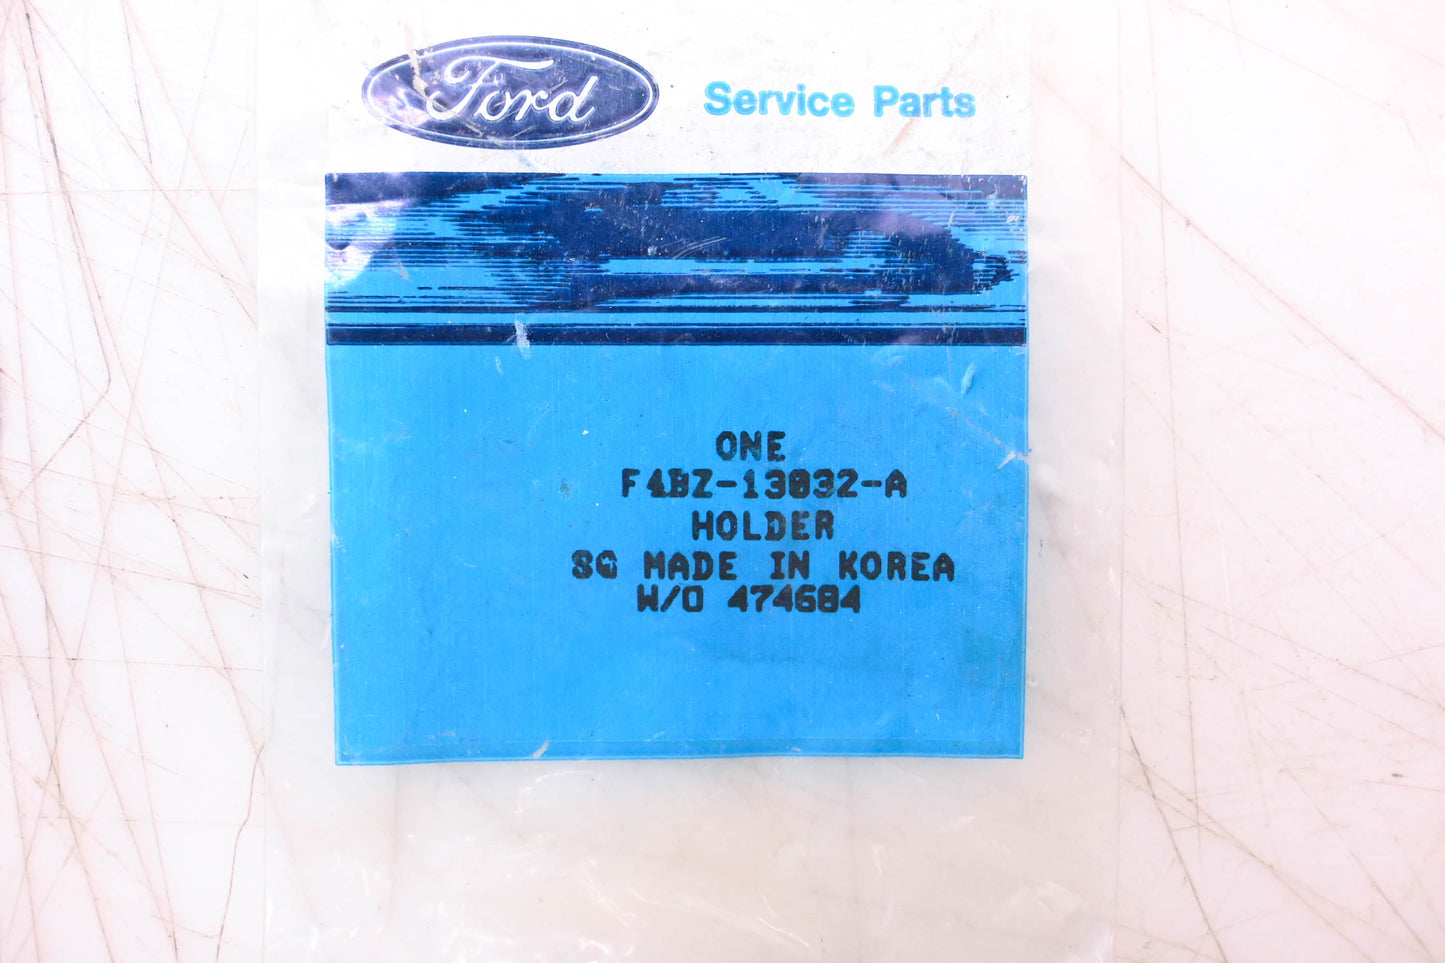 Ford
Service Parts
ONE
F4BZ-13032-A
HOLDER
SG MADE IN KOREA
W/O 474684